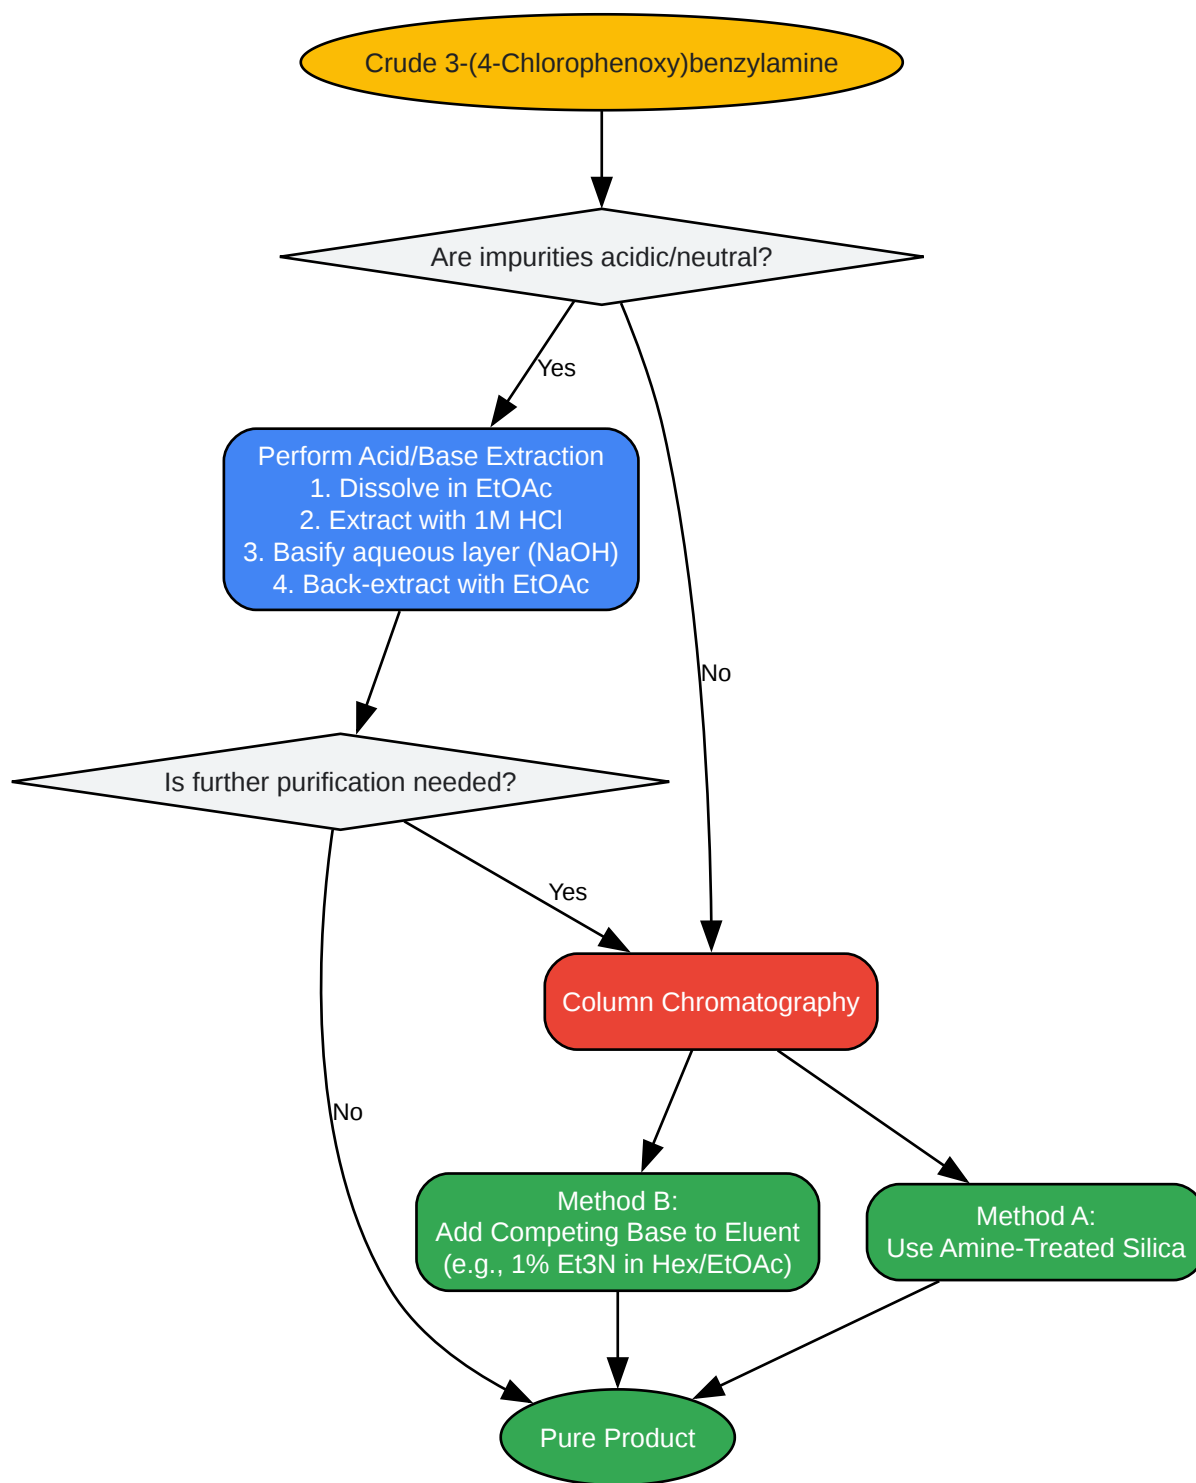 Crude 3-(4-Chlorophenoxy)benzylamine
Are impurities acidic/neutral?
Yes
Perform Acid/Base Extraction
1. Dissolve in EtOAc
2. Extract with 1M HCl
3. Basify aqueous layer (NaOH)
4. Back-extract with EtOAc
No
Is further purification needed?
Yes
Column Chromatography
No
Method B:
Add Competing Base to Eluent
(e.g., 1% Et3N in Hex/EtOAc)
Method A:
Use Amine-Treated Silica
Pure Product